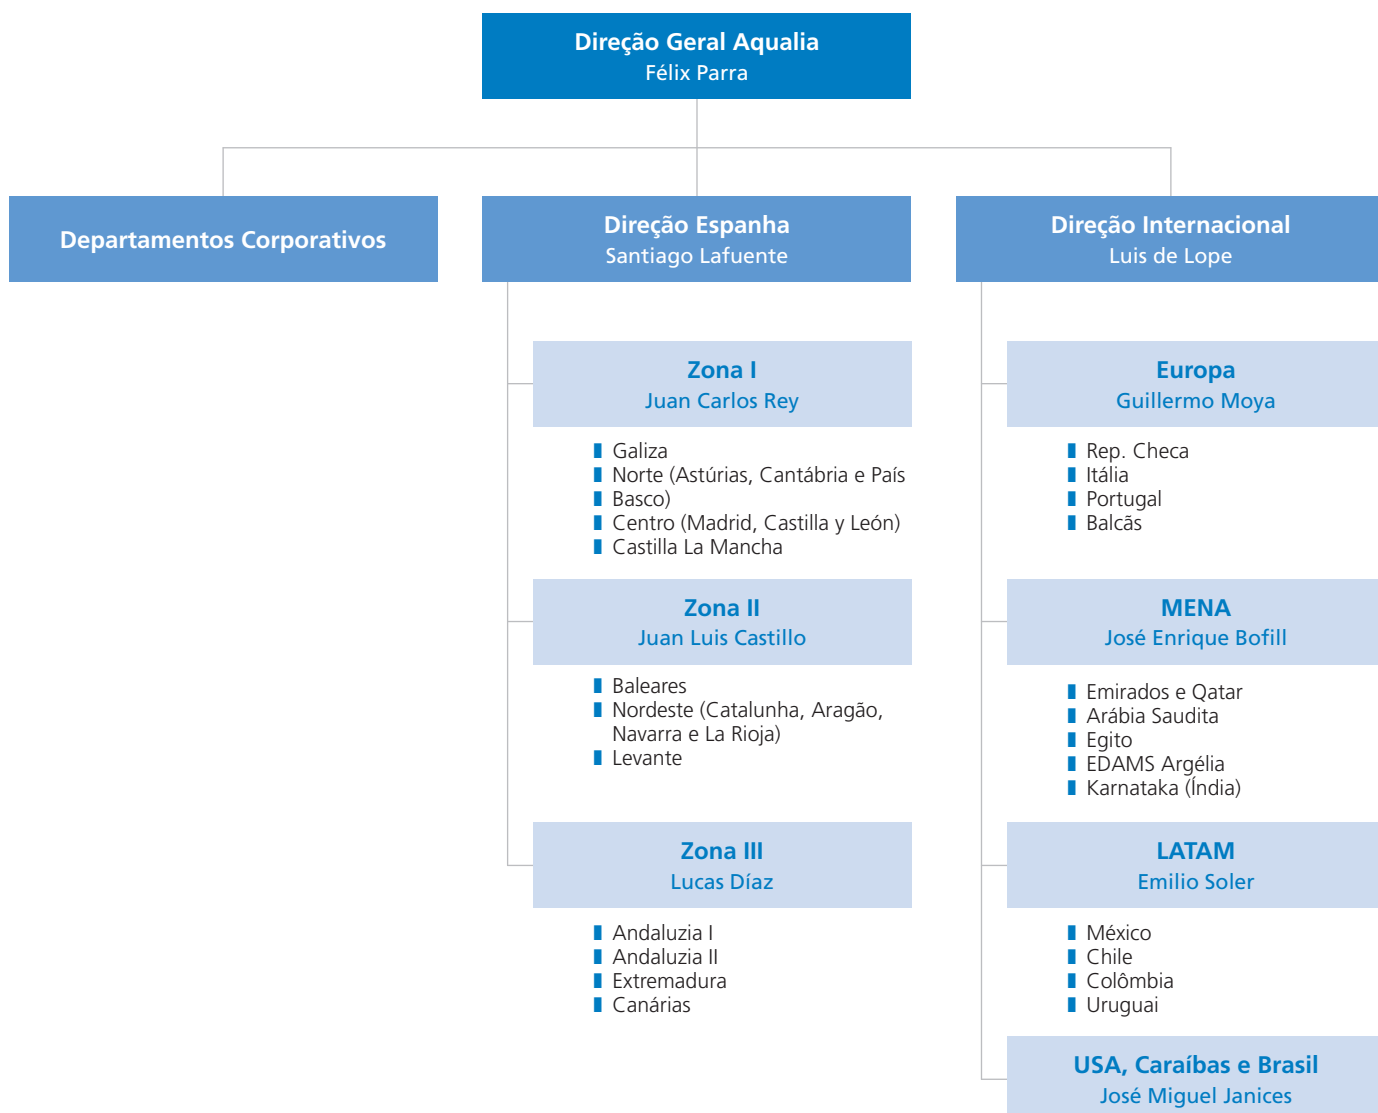 Direção Geral Aqualia
Félix Parra
Departamentos Corporativos
Direção Espanha
Santiago Lafuente
Direção Internacional
Luis de Lope
Zona I
Juan Carlos Rey
Galiza
Norte (Astúrias, Cantábria e País
Basco)
Centro (Madrid, Castilla y León)
Castilla La Mancha
Zona II
Juan Luis Castillo
Baleares
Nordeste (Catalunha, Aragão,
Navarra e La Rioja)
Levante
Zona III
Lucas Díaz
Andaluzia I
Andaluzia II
Extremadura
Canárias
Europa
Guillermo Moya
Rep. Checa
Itália
Portugal
Balcãs
MENA
José Enrique Bofill
Emirados e Qatar
Arábia Saudita
Egito
EDAMS Argélia
Karnataka (Índia)
LATAM
Emilio Soler
México
Chile
Colômbia
Uruguai
USA, Caraíbas e Brasil
José Miguel Janices